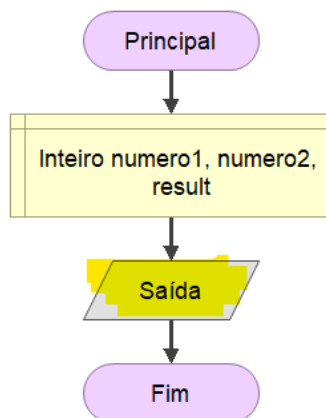 Principal
Inteiro numero1, numero2,
result
Saída
Fim